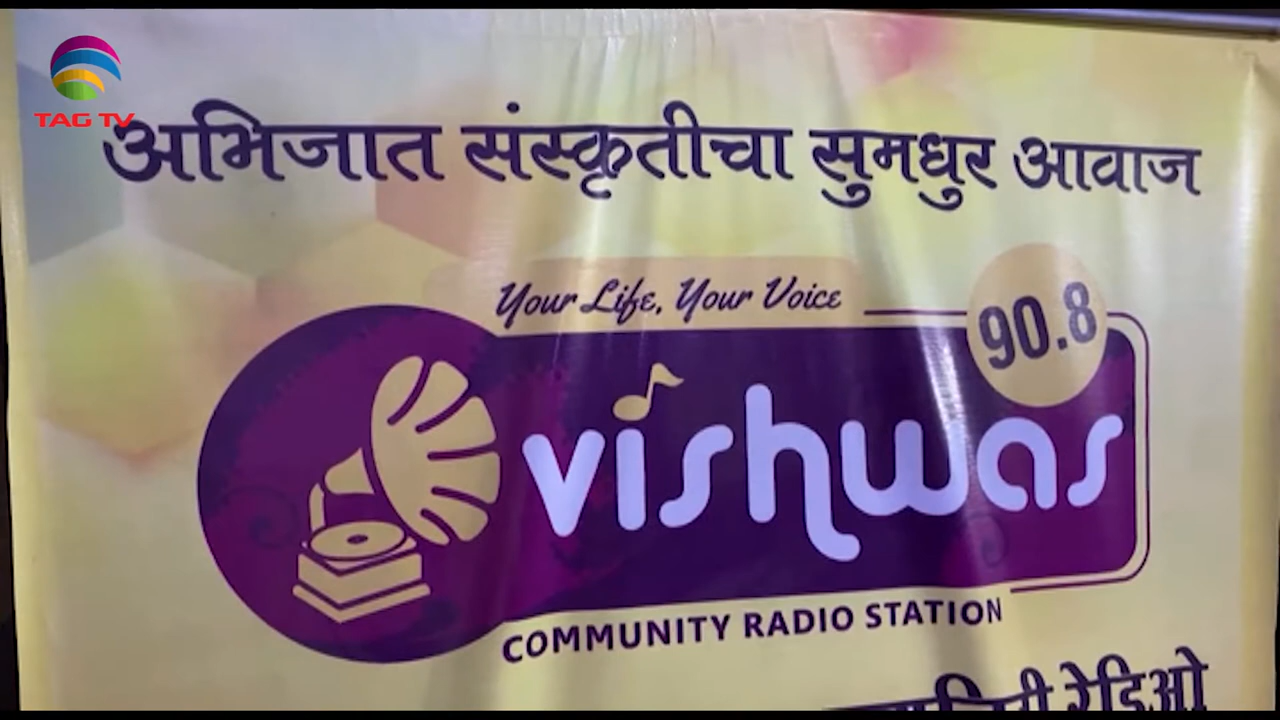 TAG TV
अभिजात संस्कृतीचा सुमधुर आवाज
Your Life, Your Voice
90.8
vishwas
COMMUNITY RADIO STATION
रेडिओ